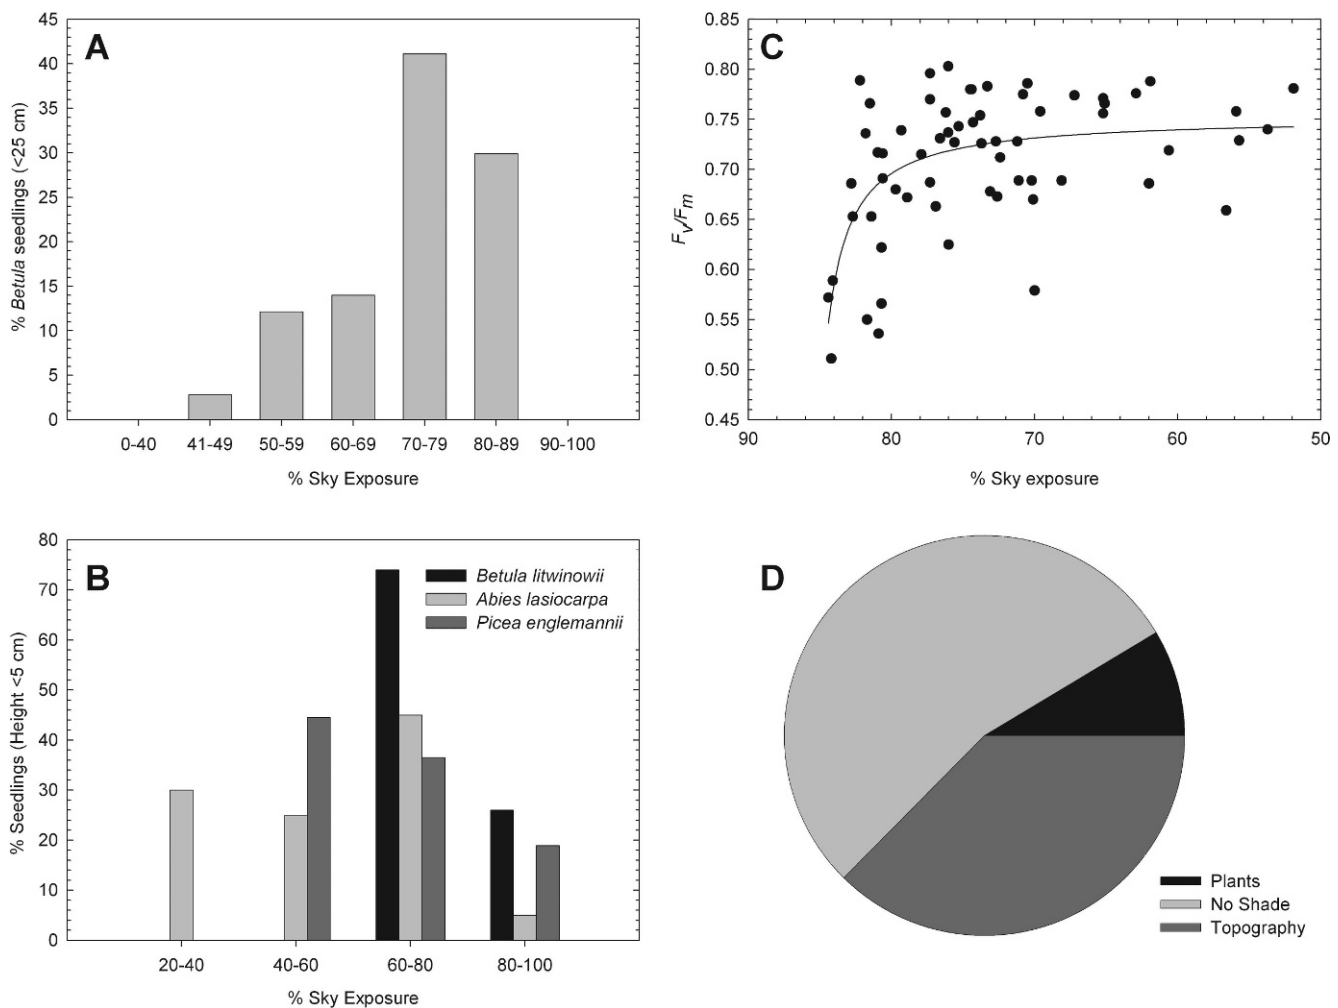 A
45
40
35
30
25
20
15
10
5
0
% Betula seedlings (<25 cm)
0-40 41-49 50-59 60-69 70-79 80-89 90-100
% Sky Exposure
C
0.85
0.80
0.75
0.70
0.65
0.60
0.55
0.50
0.45
Fv/Fm
90 80 70 60 50
% Sky exposure
B
80
70
60
50
40
30
20
10
0
% Seedlings (Height <5 cm)
Betula litwinowii
Abies lasiocarpa
Picea englemannii
20-40 40-60 60-80 80-100
% Sky Exposure
D
Plants
No Shade
Topography